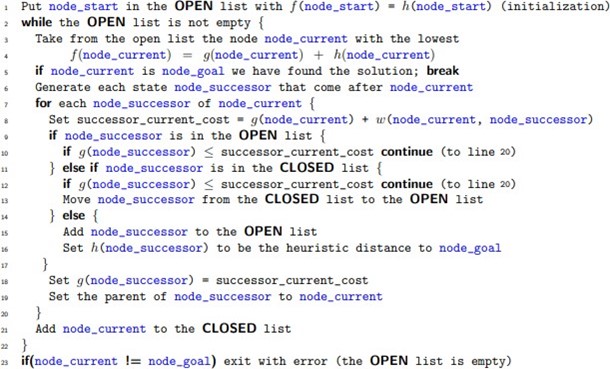 1 Put node_start in the OPEN list with f(node_start) = h(node_start) (initialization)
2 while the OPEN list is not empty {
3 Take from the open list the node node_current with the lowest
4 f(node_current) = g(node_current) + h(node_current)
5 if node_current is node_goal we have found the solution; break
6 Generate each state node_successor that come after node_current
7 for each node_successor of node_current {
8 Set successor_current_cost = g(node_current) + w(node_current, node_successor)
9 if node_successor is in the OPEN list {
10 if g(node_successor) ≤ successor_current_cost continue (to line 20)
11 } else if node_successor is in the CLOSED list {
12 if g(node_successor) ≤ successor_current_cost continue (to line 20)
13 Move node_successor from the CLOSED list to the OPEN list
14 } else {
15 Add node_successor to the OPEN list
16 Set h(node_successor) to be the heuristic distance to node_goal
17 }
18 Set g(node_successor) = successor_current_cost
19 Set the parent of node_successor to node_current
20 }
21 Add node_current to the CLOSED list
22 }
23 if(node_current != node_goal) exit with error (the OPEN list is empty)